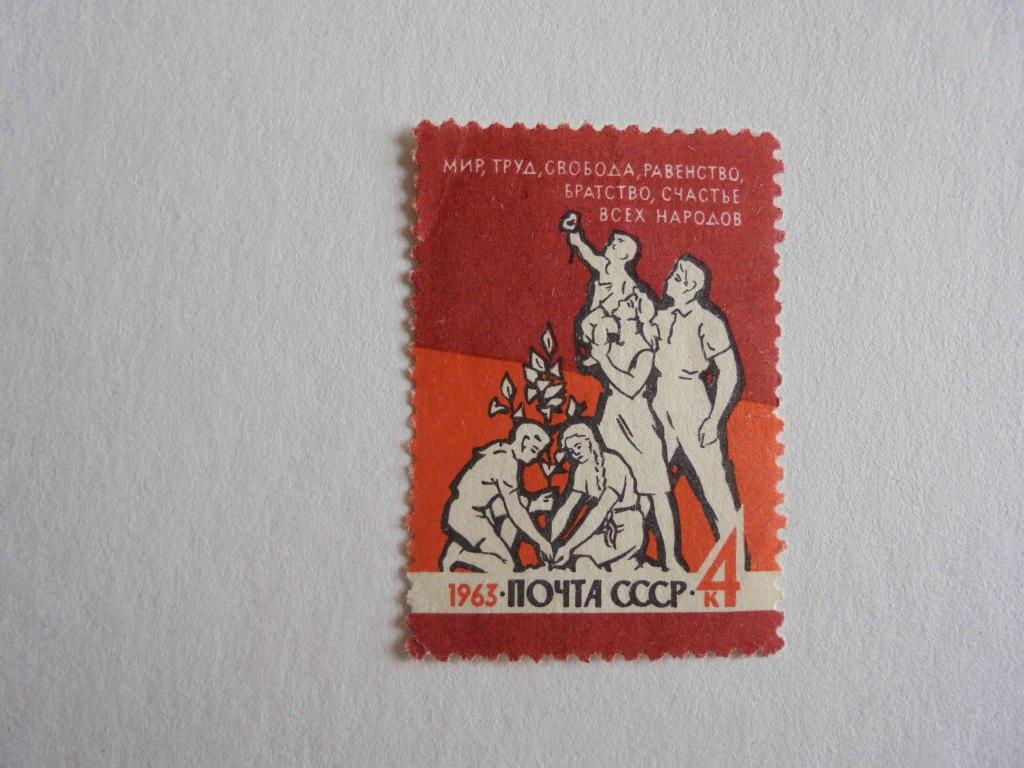 МИР, ТРУД, СВОБОДА, РАВЕНСТВО,
БРАТСТВО, СЧАСТЬЕ
ВСЕХ НАРОДОВ
1963 · ПОЧТА СССР · 4 К